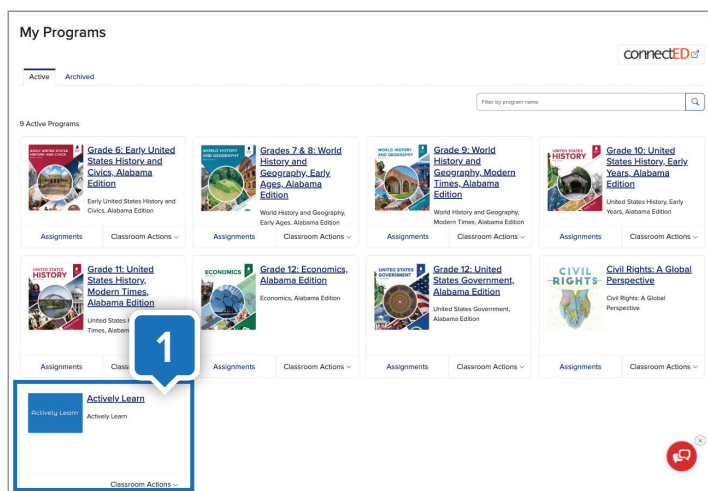 My Programs
connectED
Active Archived
Filter by program name
9 Active Programs
EARLY UNITED STATES
HISTORY AND CIVICS
Grade 6: Early United
States History and
Civics, Alabama
Edition
Early United States History and
Civics, Alabama Edition
Assignments Classroom Actions
WORLD HISTORY
AND GEOGRAPHY
Grades 7 & 8: World
History and
Geography, Early
Ages, Alabama
Edition
World History and Geography,
Early Ages, Alabama Edition
Assignments Classroom Actions
WORLD HISTORY
AND GEOGRAPHY
Grade 9: World
History and
Geography, Modern
Times, Alabama
Edition
World History and Geography,
Modern Times, Alabama Edition
Assignments Classroom Actions
UNITED STATES
HISTORY
Grade 10: United
States History, Early
Years, Alabama
Edition
United States History, Early
Years, Alabama Edition
Assignments Classroom Actions
UNITED STATES
HISTORY
Grade 11: United
States History,
Modern Times,
Alabama Edition
United States
Times, Alabam
Assignments Class
1
ECONOMICS
Grade 12: Economics,
Alabama Edition
Economics, Alabama Edition
Assignments Classroom Actions
UNITED STATES
GOVERNMENT
Grade 12: United
States Government,
Alabama Edition
United States Government,
Alabama Edition
Assignments Classroom Actions
CIVIL
RIGHTS
Civil Rights: A Global
Perspective
Civil Rights: A Global
Perspective
Assignments Classroom Actions
Actively Learn
Actively Learn
Actively Learn
Classroom Actions